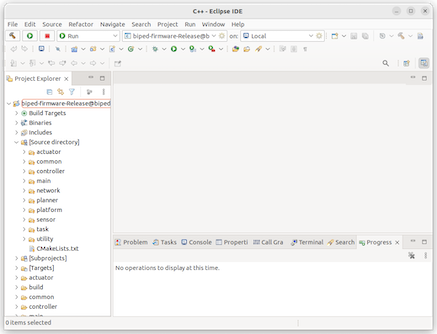 C++ - Eclipse IDE
File Edit Source Refactor Navigate Search Project Run Window Help
Run
biped-firmware-Release@b
on:
Local
Project Explorer
biped-firmware-Release@biped
Build Targets
Binaries
Includes
[Source directory]
actuator
common
controller
main
network
planner
platform
sensor
task
utility
CMakeLists.txt
[Subprojects]
[Targets]
actuator
build
common
controller
main
Problem Tasks Console Properti Call Gra Terminal Search Progress
No operations to display at this time.
0 items selected